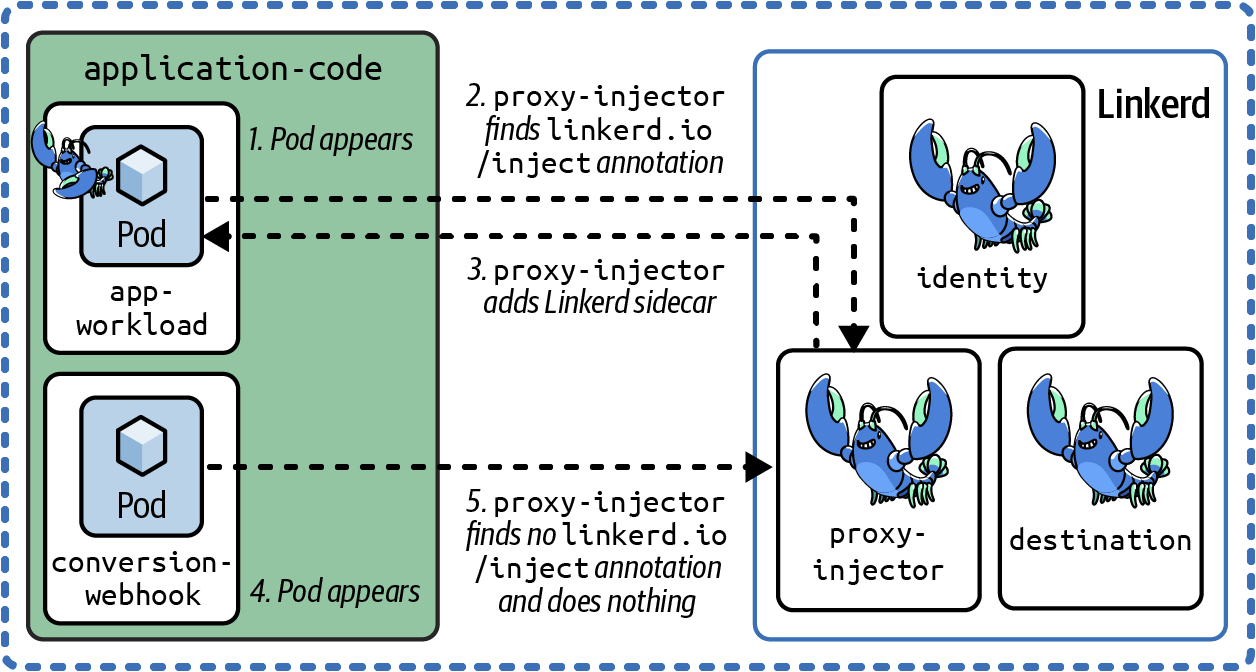 application-code
1. Pod appears
Pod
app-
workload
2. proxy-injector
finds linkerd.io
/inject annotation
3. proxy-injector
adds Linkerd sidecar
Linkerd
identity
Pod
conversion-
webhook
4. Pod appears
5. proxy-injector
finds no linkerd.io
/inject annotation
and does nothing
proxy-
injector
destination